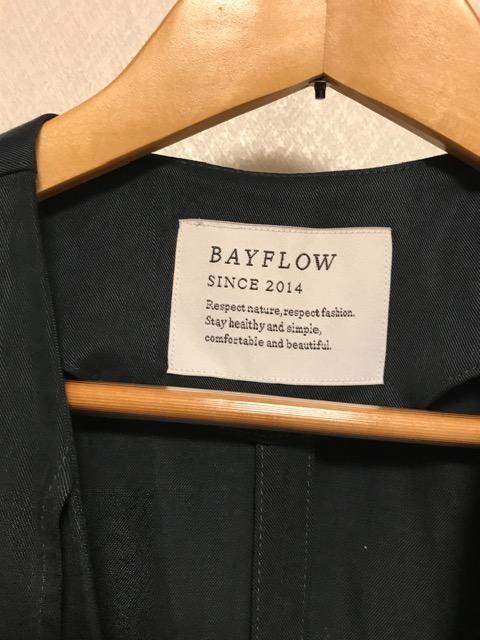 BAYFLOW
SINCE 2014
Respect nature, respect fashion.
Stay healthy and simple,
comfortable and beautiful.